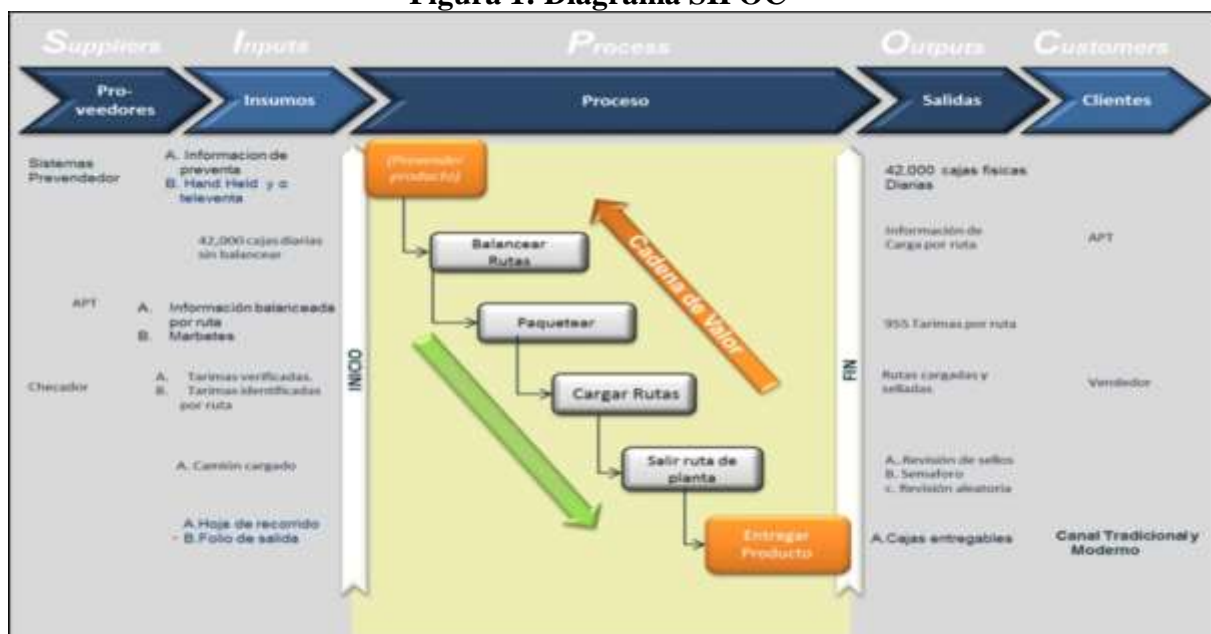 Figura 1. Diagrama SIPOC
Suppliers
Inputs
Process
Outputs
Customers
Pro-
veedores
Insumos
Proceso
Salidas
Clientes
Sistemas
Prevendedor
A. Informacion de
preventa
B. Hand Held y o
televenta
42,000 cajas diarias
sin balancear
APT
A. Información balanceada
por ruta
B. Marbetes
Checador
A. Tarimas verificadas.
B. Tarimas identificadas
por ruta
A. Camión cargado
A.Hoja de recorrido
- B.Folio de salida
INICIO
(Prevender
producto)
Balancear
Rutas
Paquetear
Cargar Rutas
Salir ruta de
planta
Entregar
Producto
Cadena de Valor
FIN
42,000 cajas fisicas
Diarias
Información de
Carga por ruta
955 Tarimas por ruta
Rutas cargadas y
selladas
A. Revisión de sellos
B. Semaforo
c. Revisión aleatoria
A.Cajas entregables
APT
Vendedor
Canal Tradicional y
Moderno